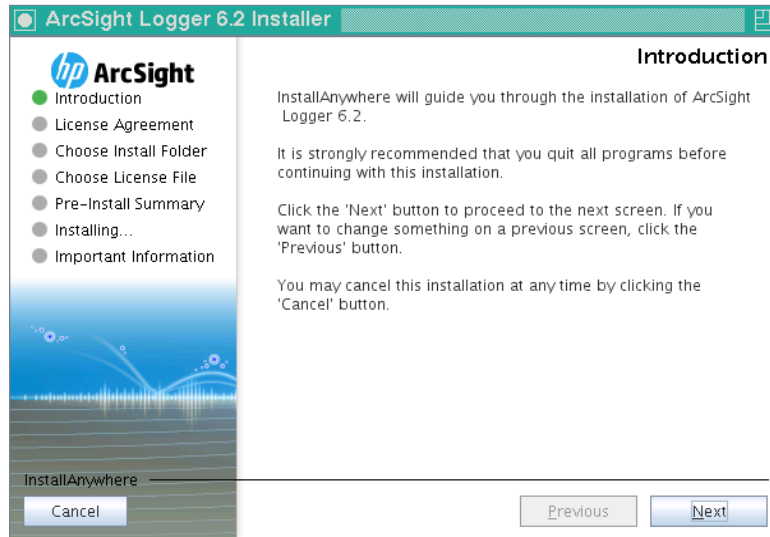 ArcSight Logger 6.2 Installer
hp ArcSight
Introduction
License Agreement
Choose Install Folder
Choose License File
Pre-Install Summary
Installing...
Important Information
Introduction
InstallAnywhere will guide you through the installation of ArcSight
Logger 6.2.
It is strongly recommended that you quit all programs before
continuing with this installation.
Click the 'Next' button to proceed to the next screen. If you
want to change something on a previous screen, click the
'Previous' button.
You may cancel this installation at any time by clicking the
'Cancel' button.
InstallAnywhere
Cancel
Previous
Next